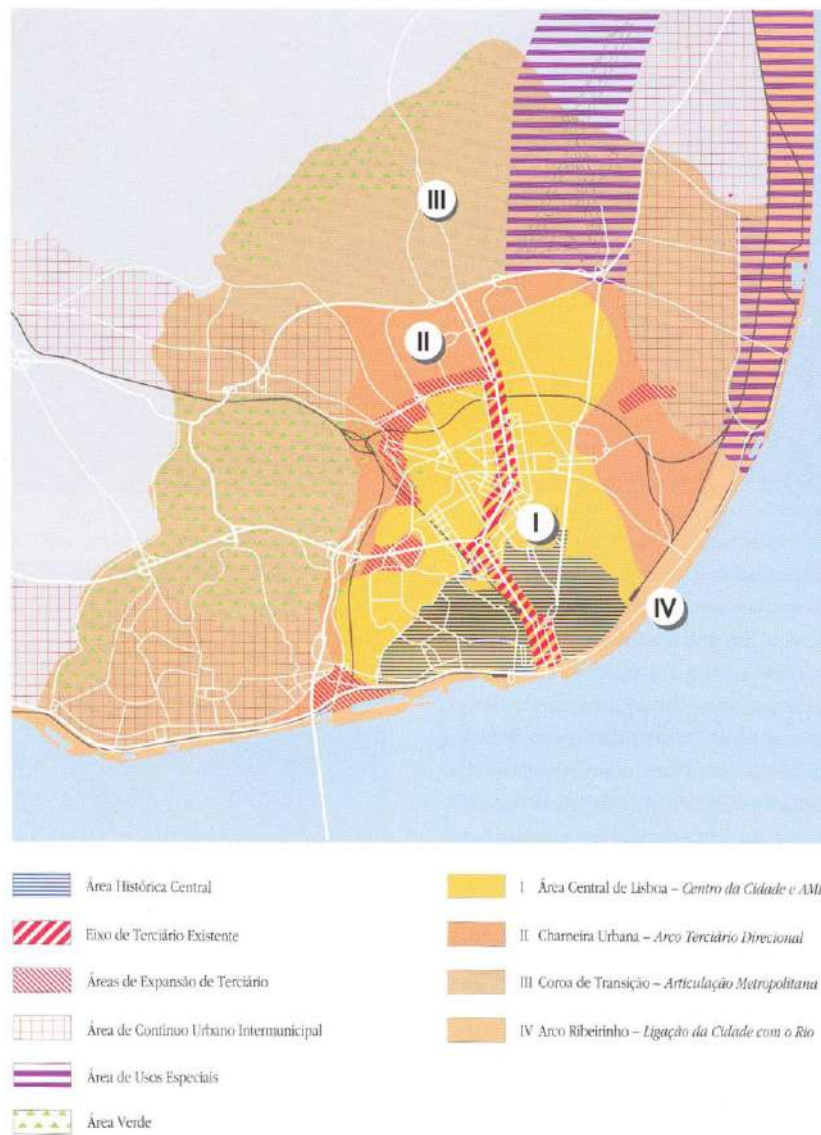 III
II
I
IV
Área Histórica Central
Eixo de Terciário Existente
Áreas de Expansão de Terciário
Área de Contínuo Urbano Intermunicipal
Área de Usos Especiais
Área Verde
I Área Central de Lisboa – Centro da Cidade e AM
II Charneira Urbana – Arco Terciário Direcional
III Coroa de Transição – Articulação Metropolitana
IV Arco Ribeirinho – Ligação da Cidade com o Rio